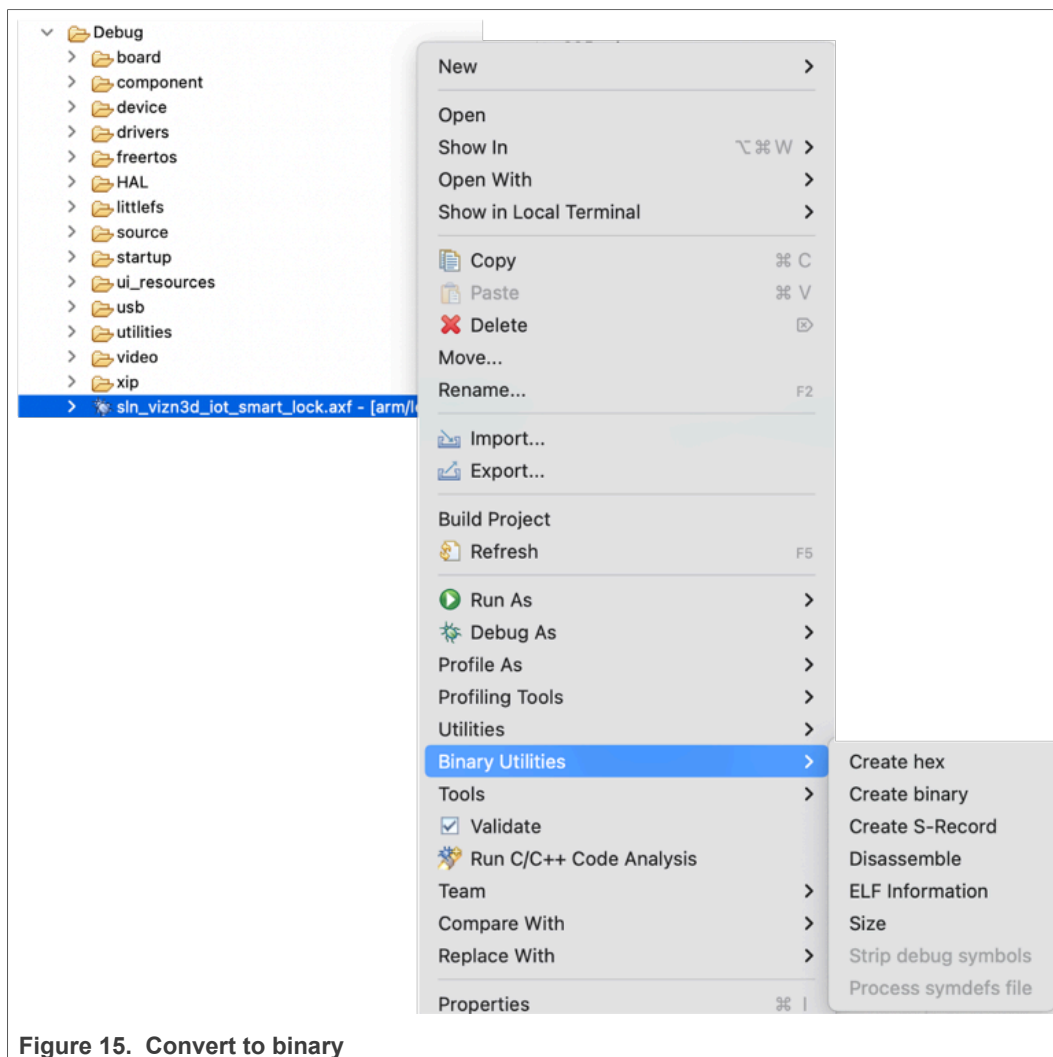 Debug
board
component
device
drivers
freertos
HAL
littlefs
source
startup
ui_resources
usb
utilities
video
xip
sln_vizn3d_iot_smart_lock.axf - [arm/l
New
Open
Show In ⌥⌘W
Open With
Show in Local Terminal
Copy ⌘ C
Paste ⌘ V
Delete ⌦
Move...
Rename... F2
Import...
Export...
Build Project
Refresh F5
Run As
Debug As
Profile As
Profiling Tools
Utilities
Binary Utilities
Tools
Validate
Run C/C++ Code Analysis
Team
Compare With
Replace With
Properties ⌘ I
Create hex
Create binary
Create S-Record
Disassemble
ELF Information
Size
Strip debug symbols
Process symdefs file
Figure 15. Convert to binary